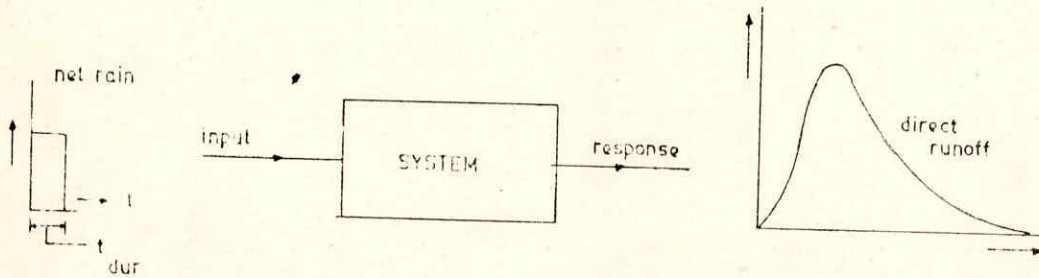 net rain
t
t
dur
input
SYSTEM
response
direct
runoff